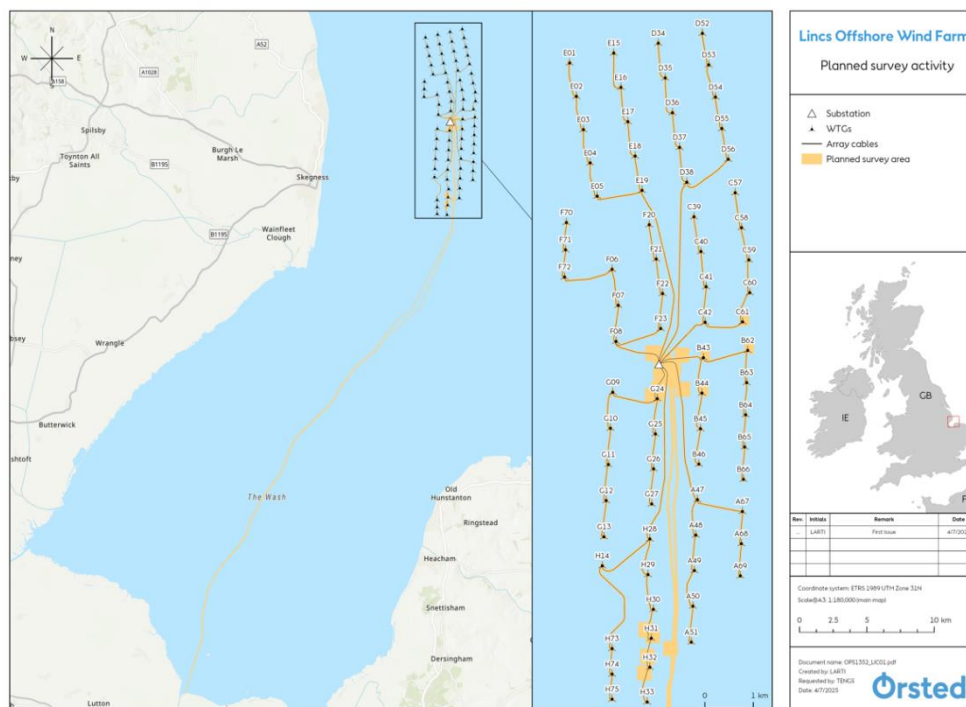 N
W
E
S
A52
A1028
A158
Spilsby
Toynton All
Saints
B1195
Burgh Le
Marsh
Skegness
Wainfleet
Clough
B1195
Wrangle
Butterwick
The Wash
Old
Hunstanton
Ringstead
Heacham
Snettisham
Dersingham
Lutton
D52
D53
D54
D55
D56
D34
D35
D36
D37
D38
E15
E16
E17
E18
E19
E01
E02
E03
E04
E05
C57
C58
C59
C60
C61
C39
C40
C41
C42
F20
F21
F22
F23
F70
F71
F72
F06
F07
F08
B43
B44
B45
B46
B62
B63
B64
B65
B66
G09
G10
G11
G12
G13
G24
G25
G26
G27
A47
A48
A49
A50
A51
A67
A68
A69
H28
H29
H30
H31
H32
H33
H14
H73
H74
H75
0 1 km
Lincs Offshore Wind Farm
Planned survey activity
Substation
WTGs
Array cables
Planned survey area
GB
IE
Rev. Initials Remark Date
LARTI First Issue
Coordinate system: ETRS 1989 UTM Zone 31N
Scale@A3: 1:180,000 (main map)
0 2.5 5 10 km
Document name: OPS1352_LIC01.pdf
Created by: LARTI
Requested by: TENGS
Date: 4/7/2025
Ørsted